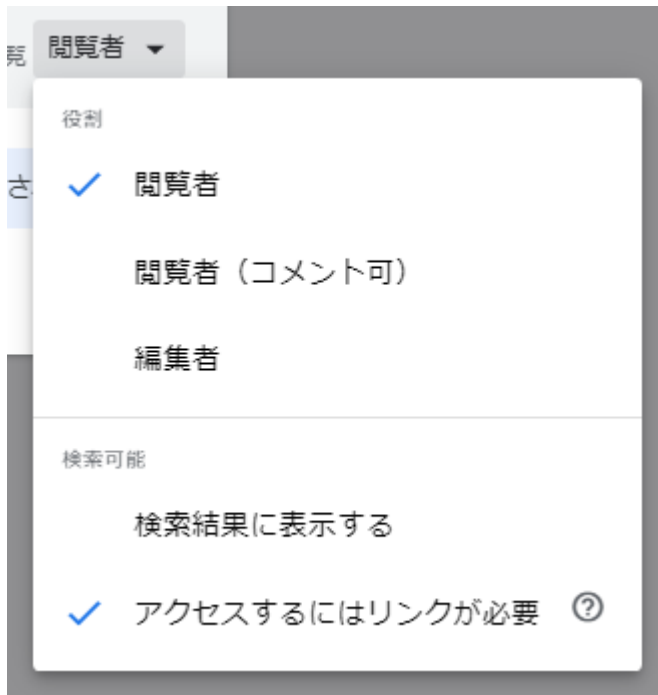 覧 閲覧者
役割
さ
閲覧者
閲覧者（コメント可）
編集者
検索可能
検索結果に表示する
アクセスするにはリンクが必要